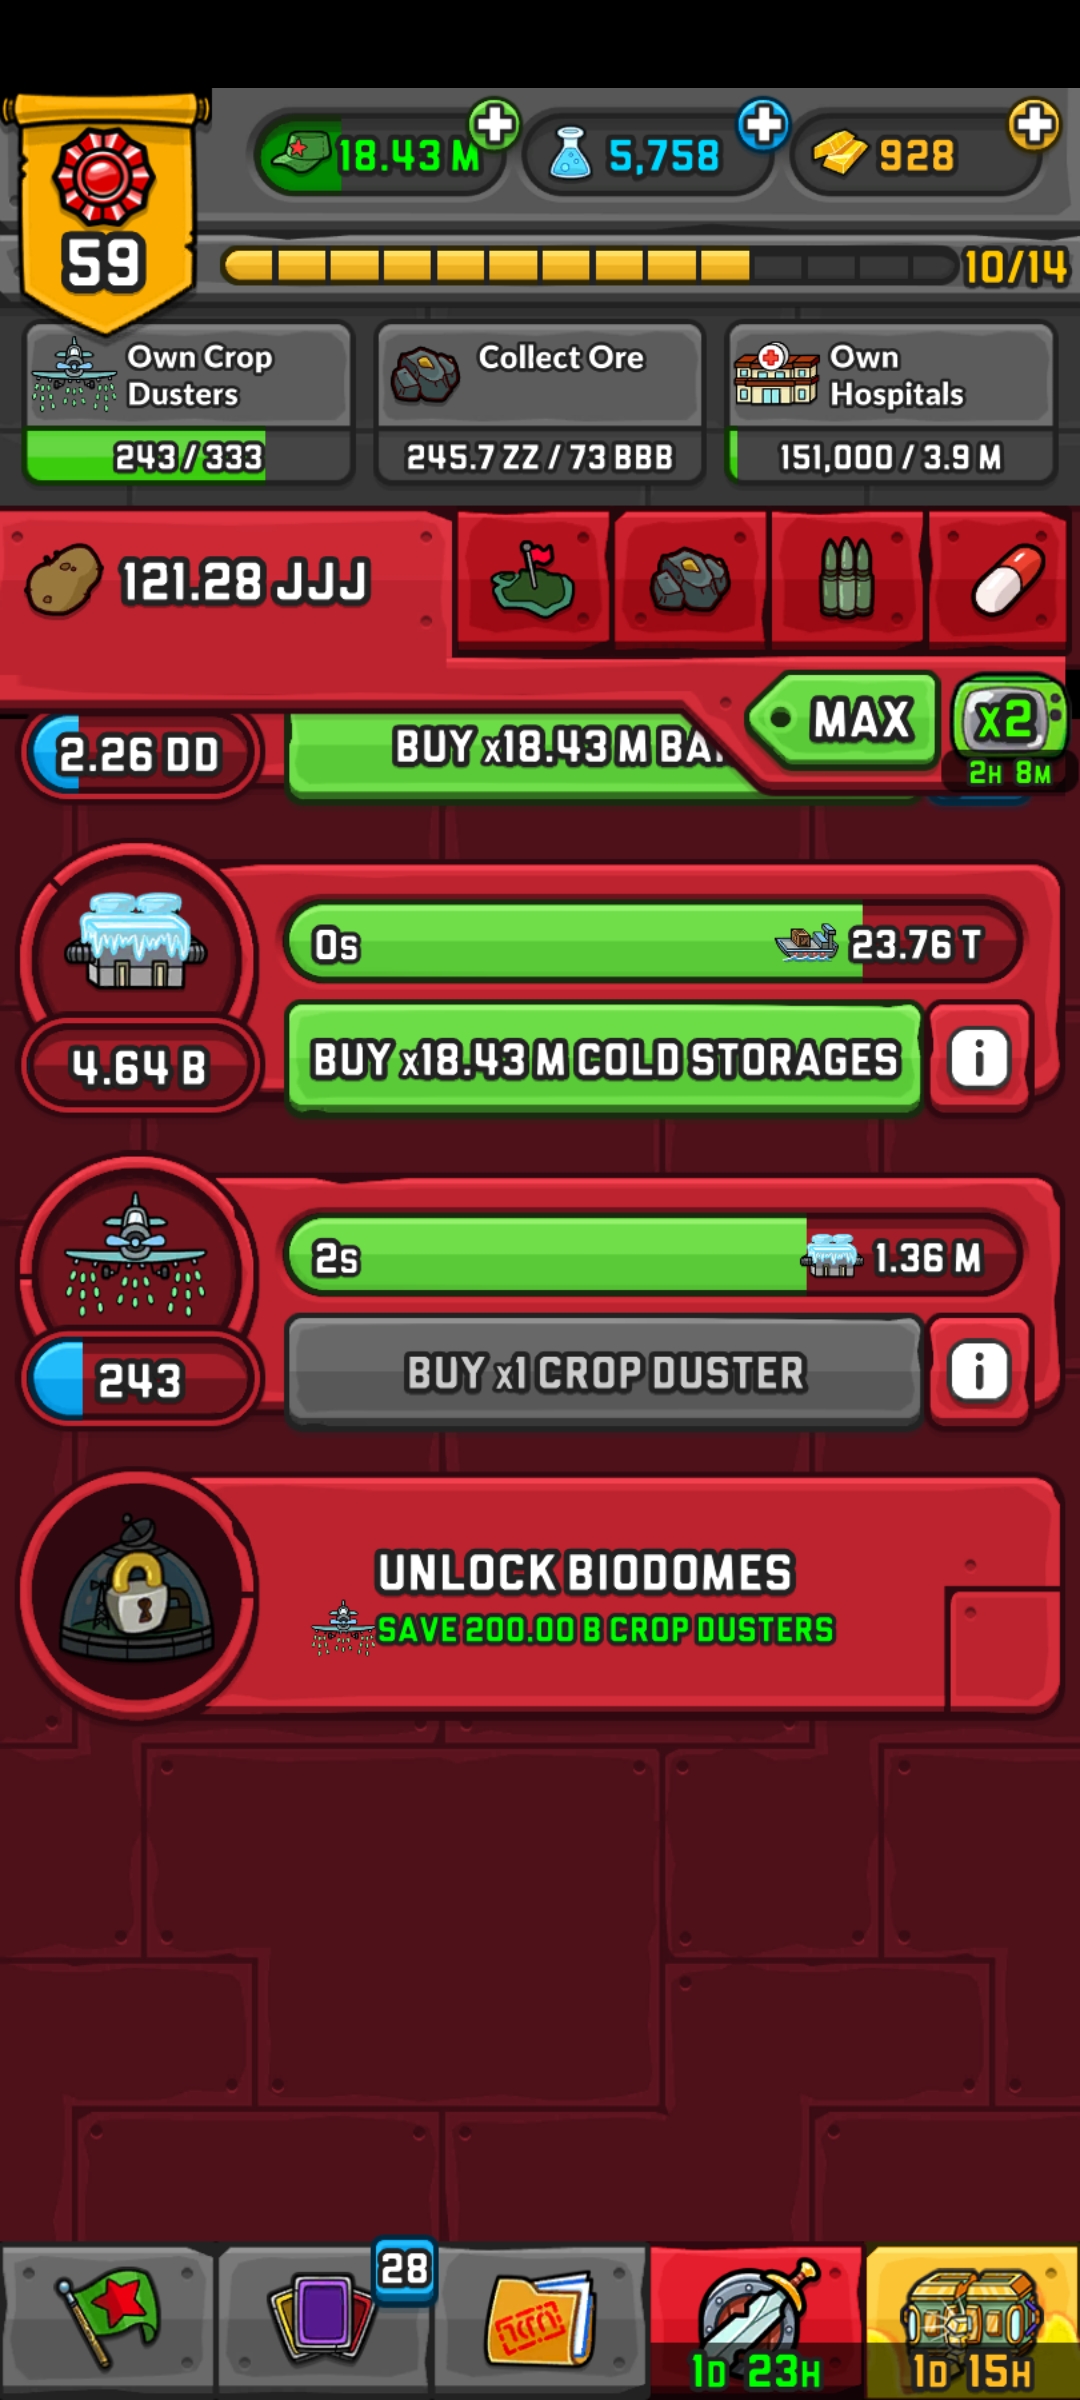 18.43 M
5,758
928
59
10/14
Own Crop
Dusters
243/333
Collect Ore
245.7 ZZ / 73 BBB
Own
Hospitals
151,000 / 3.9 M
121.28 JJJ
MAX
x2
2H 8M
2.26 DD
BUY x18.43 M BA
0s
23.76 T
4.64 B
BUY x18.43 M COLD STORAGES
i
2s
1.36 M
243
BUY x1 CROP DUSTER
i
UNLOCK BIODOMES
SAVE 200.00 B CROP DUSTERS
28
1D 23H
1D 15H